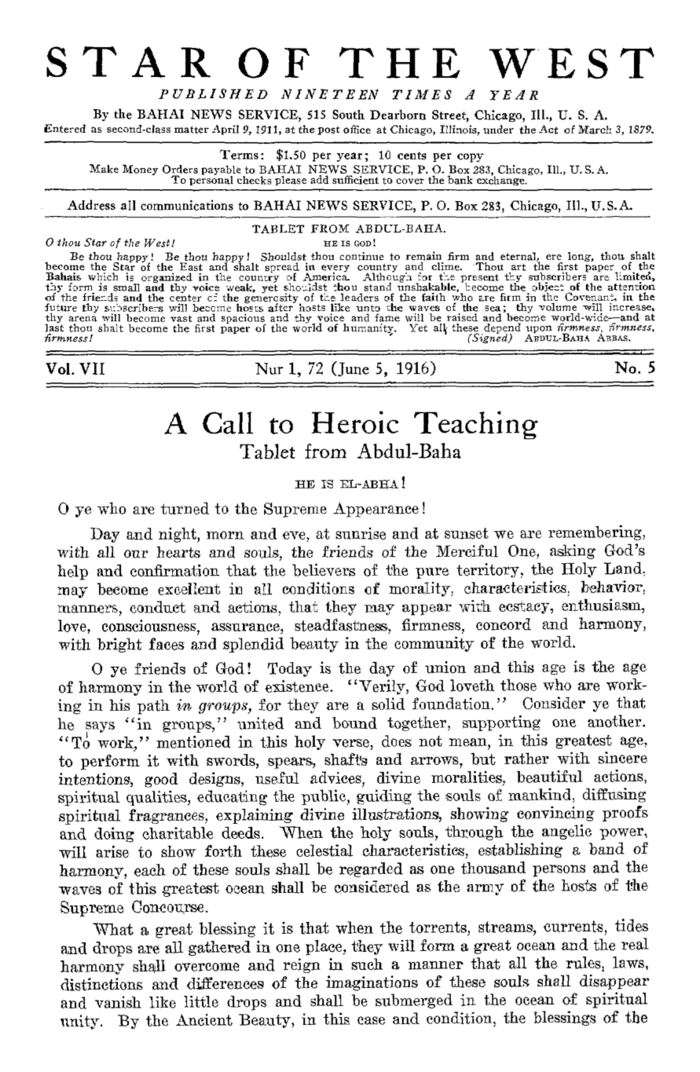 STAR OF THE WEST
PUBLISHED NINETEEN TIMES A YEAR
By the BAHAI NEWS SERVICE, 515 South Dearborn Street, Chicago, Ill., U. S. A.
Entered as second-class matter April 9, 1911, at the post office at Chicago, Illinois, under the Act of March 3, 1879.
Terms: $1.50 per year; 10 cents per copy
Make Money Orders payable to BAHAI NEWS SERVICE, P. O. Box 283, Chicago, Ill., U. S. A.
To personal checks please add sufficient to cover the bank exchange.
Address all communications to BAHAI NEWS SERVICE, P. O. Box 283, Chicago, Ill., U. S. A.
TABLET FROM ABDUL-BAHA.
O thou Star of the West! HE IS GOD!
Be thou happy! Be thou happy! Shouldst thou continue to remain firm and eternal, ere long, thou shalt
become the Star of the East and shalt spread in every country and clime. Thou art the first paper of the
Bahais which is organized in the country of America. Although for the present thy subscribers are limited,
thy form is small and thy voice weak, yet shouldst thou stand unshakable, become the object of the attention
of the friends and the center of the generosity of the leaders of the faith who are firm in the Covenant, in the
future thy subscribers will become hosts after hosts like unto the waves of the sea; thy volume will increase,
thy arena will become vast and spacious and thy voice and fame will be raised and become world-wide—and at
last thou shalt become the first paper of the world of humanity. Yet all these depend upon firmness, firmness,
firmness! (Signed) ABDUL-BAHA ABBAS.
Vol. VII Nur 1, 72 (June 5, 1916) No. 5
A Call to Heroic Teaching
Tablet from Abdul-Baha
HE IS EL-ABHA!
O ye who are turned to the Supreme Appearance!
Day and night, morn and eve, at sunrise and at sunset we are remembering,
with all our hearts and souls, the friends of the Merciful One, asking God's
help and confirmation that the believers of the pure territory, the Holy Land,
may become excellent in all conditions of morality, characteristics, behavior,
manners, conduct and actions, that they may appear with ecstacy, enthusiasm,
love, consciousness, assurance, steadfastness, firmness, concord and harmony,
with bright faces and splendid beauty in the community of the world.
O ye friends of God! Today is the day of union and this age is the age
of harmony in the world of existence. "Verily, God loveth those who are work-
ing in his path in groups, for they are a solid foundation." Consider ye that
he says "in groups," united and bound together, supporting one another.
"To work," mentioned in this holy verse, does not mean, in this greatest age,
to perform it with swords, spears, shafts and arrows, but rather with sincere
intentions, good designs, useful advices, divine moralities, beautiful actions,
spiritual qualities, educating the public, guiding the souls of mankind, diffusing
spiritual fragrances, explaining divine illustrations, showing convincing proofs
and doing charitable deeds. When the holy souls, through the angelic power,
will arise to show forth these celestial characteristics, establishing a band of
harmony, each of these souls shall be regarded as one thousand persons and the
waves of this greatest ocean shall be considered as the army of the hosts of the
Supreme Concourse.
What a great blessing it is that when the torrents, streams, currents, tides
and drops are all gathered in one place, they will form a great ocean and the real
harmony shall overcome and reign in such a manner that all the rules, laws,
distinctions and differences of the imaginations of these souls shall disappear
and vanish like little drops and shall be submerged in the ocean of spiritual
unity. By the Ancient Beauty, in this case and condition, the blessings of the